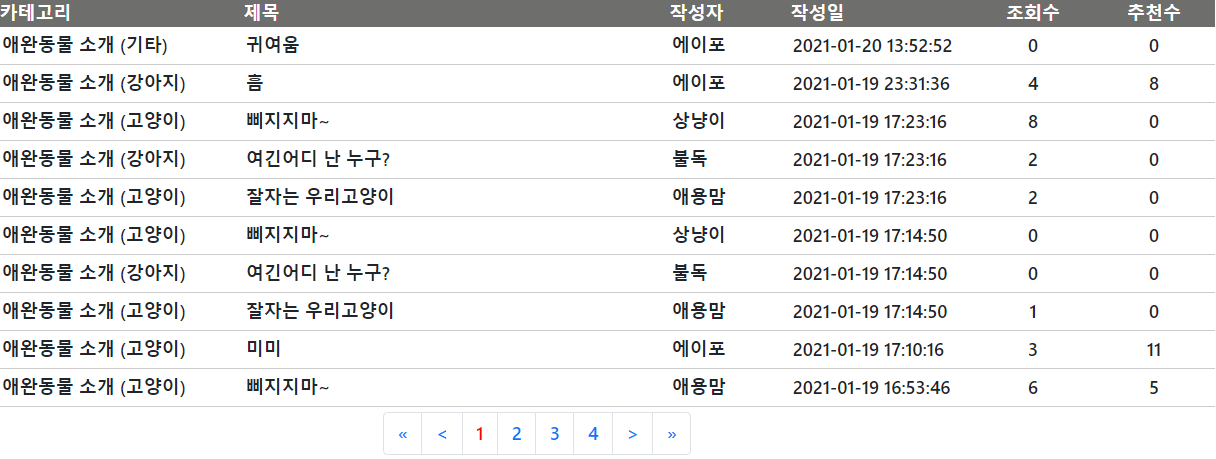 카테고리 제목 작성자 작성일 조회수 추천수
애완동물 소개 (기타) 귀여움 에이포 2021-01-20 13:52:52 0 0
애완동물 소개 (강아지) 흠 에이포 2021-01-19 23:31:36 4 8
애완동물 소개 (고양이) 삐지지마~ 상냥이 2021-01-19 17:23:16 8 0
애완동물 소개 (강아지) 여긴어디 난 누구? 불독 2021-01-19 17:23:16 2 0
애완동물 소개 (고양이) 잘자는 우리고양이 애용맘 2021-01-19 17:23:16 2 0
애완동물 소개 (고양이) 삐지지마~ 상냥이 2021-01-19 17:14:50 0 0
애완동물 소개 (강아지) 여긴어디 난 누구? 불독 2021-01-19 17:14:50 0 0
애완동물 소개 (고양이) 잘자는 우리고양이 애용맘 2021-01-19 17:14:50 1 0
애완동물 소개 (고양이) 미미 에이포 2021-01-19 17:10:16 3 11
애완동물 소개 (고양이) 삐지지마~ 애용맘 2021-01-19 16:53:46 6 5
« < 1 2 3 4 > »